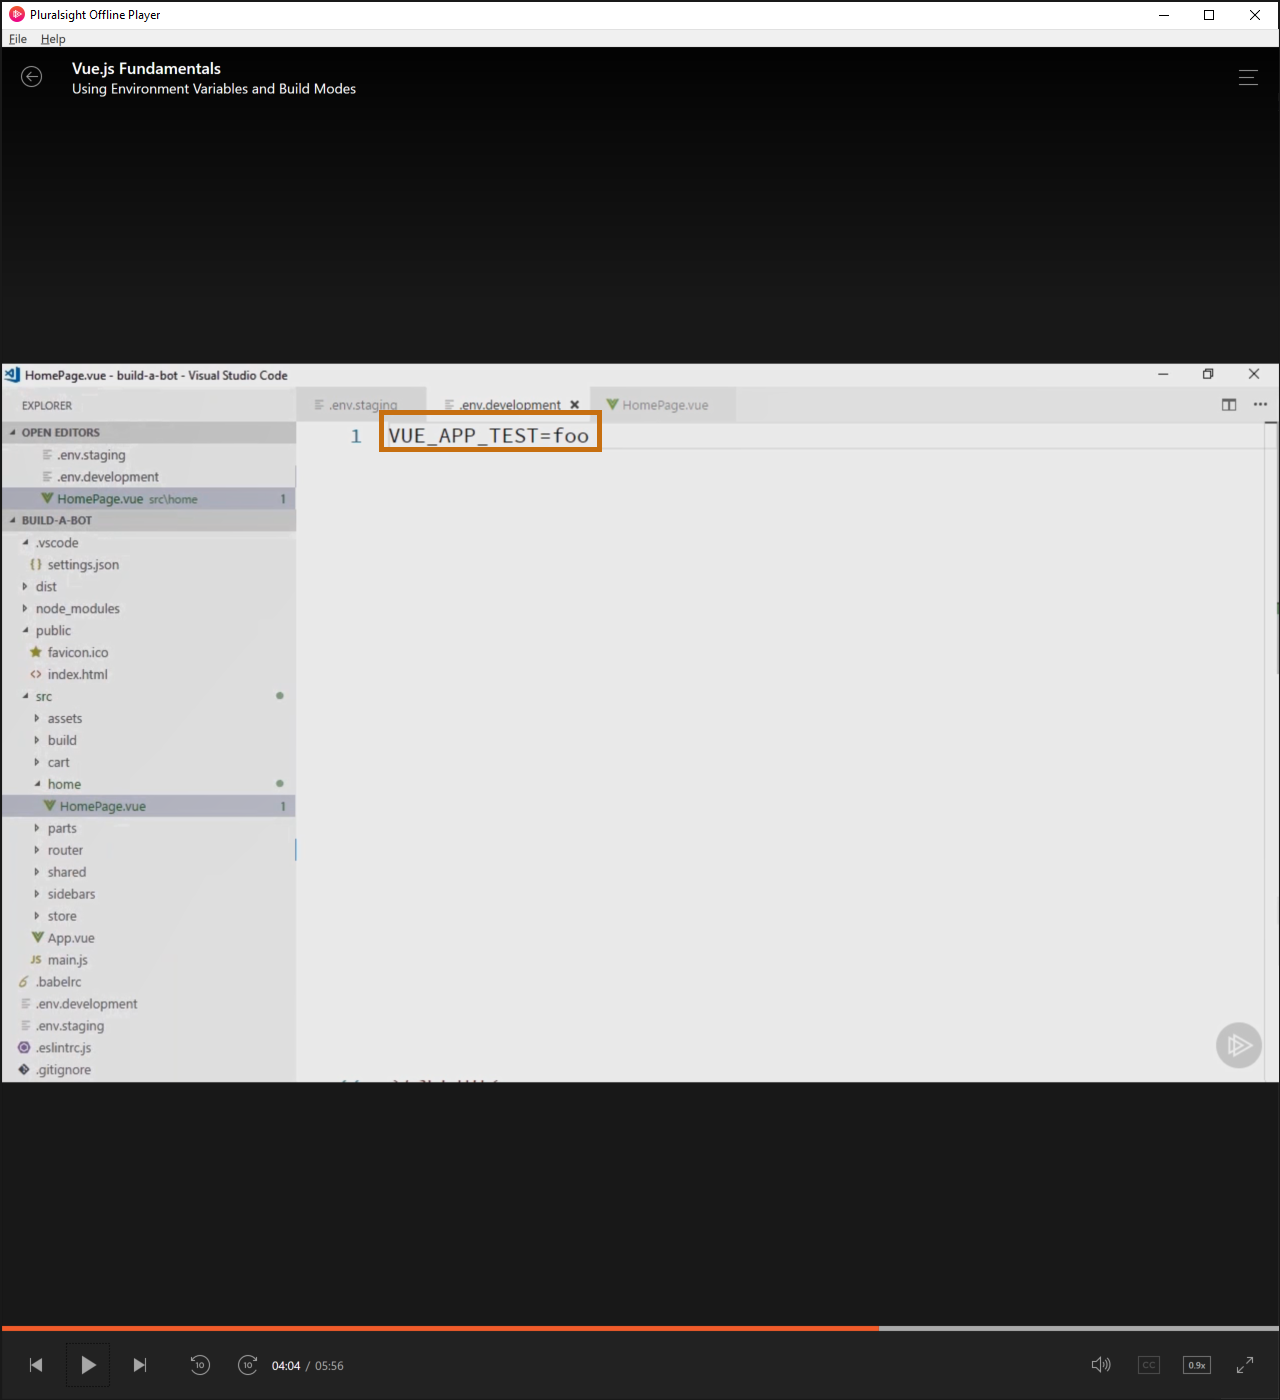 Pluralsight Offline Player
File Help
Vue.js Fundamentals
Using Environment Variables and Build Modes
HomePage.vue - build-a-bot - Visual Studio Code
EXPLORER
.env.staging .env.development HomePage.vue
OPEN EDITORS
1 VUE_APP_TEST=foo
.env.staging
.env.development
HomePage.vue src\home 1
BUILD-A-BOT
.vscode
{} settings.json
dist
node_modules
public
favicon.ico
<> index.html
src
assets
build
cart
home
HomePage.vue 1
parts
router
shared
sidebars
store
App.vue
JS main.js
.babelrc
.env.development
.env.staging
.eslintrc.js
.gitignore
10 10 04:04 / 05:56 CC 0.9x